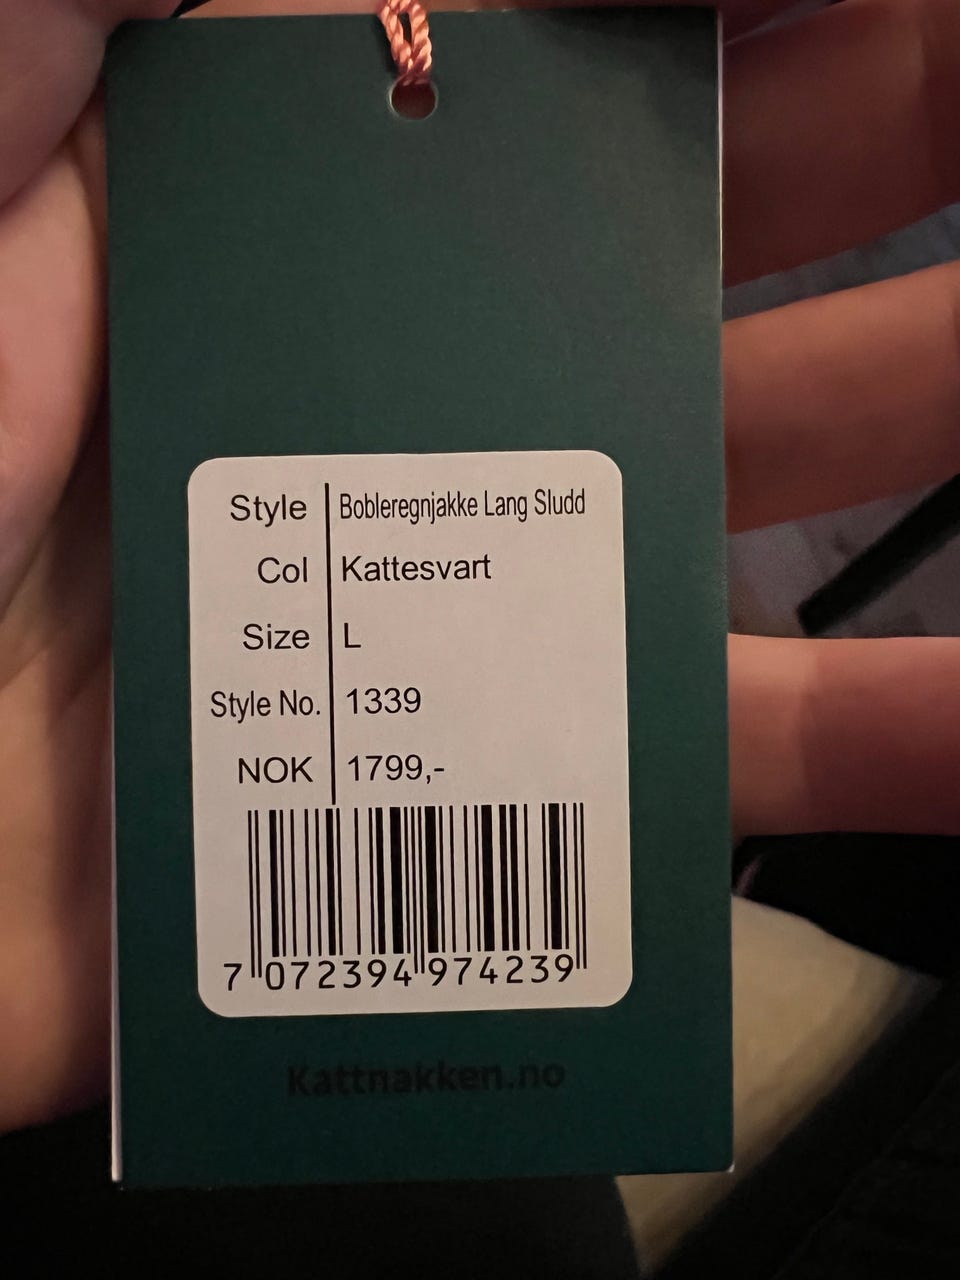 Style Bobleregnjakke Lang Sludd
Col Kattesvart
Size L
Style No. 1339
NOK 1799,-
7 072394 974239
Kattnakken.no